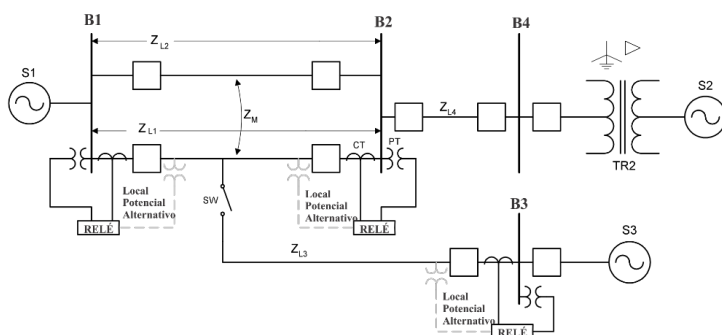 B1
B2
B4
Z L2
S1
S2
Z M
Z L4
Z L1
TR2
CT
PT
Local
Potencial
Alternativo
RELÉ
SW
Local
Potencial
Alternativo
RELÉ
B3
S3
Z L3
Local
Potencial
Alternativo
RELÉ